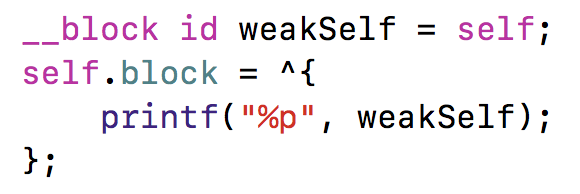 __block id weakSelf = self;
self.block = ^{
    printf("%p", weakSelf);
};